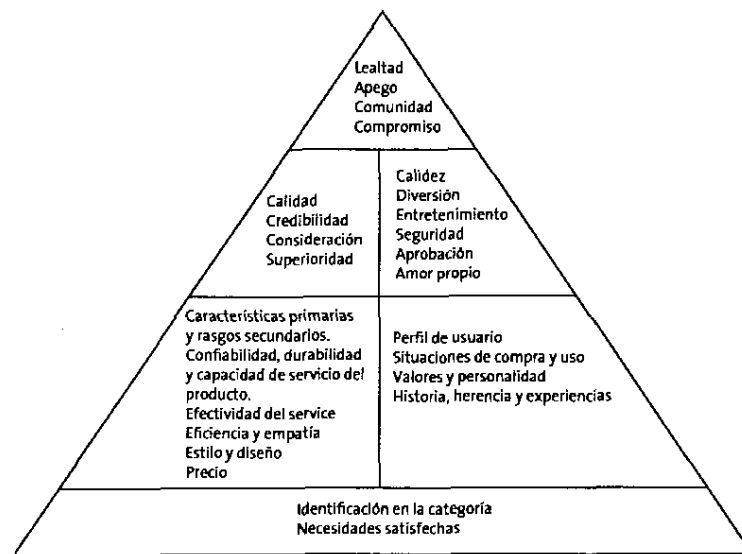 Lealtad
Apego
Comunidad
Compromiso
Calidad
Credibilidad
Consideración
Superioridad
Calidez
Diversión
Entretenimiento
Seguridad
Aprobación
Amor propio
Características primarias
y rasgos secundarios.
Confiabilidad, durabilidad
y capacidad de servicio del
producto.
Efectividad del service
Eficiencia y empatía
Estilo y diseño
Precio
Perfil de usuario
Situaciones de compra y uso
Valores y personalidad
Historia, herencia y experiencias
Identificación en la categoría
Necesidades satisfechas